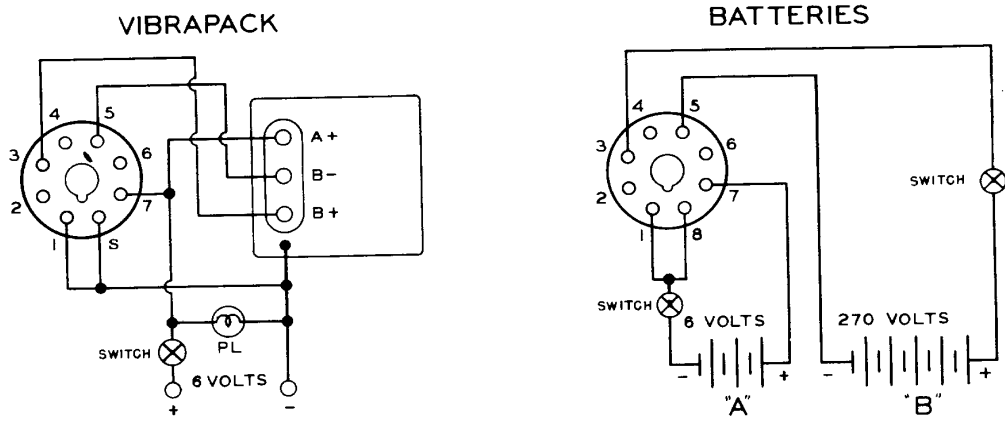 VIBRAPACK
4
5
3
6
2
7
1
S
A+
B-
B+
PL
SWITCH
6 VOLTS
+
-
BATTERIES
4
5
3
6
2
7
1
8
SWITCH
SWITCH
6 VOLTS
270 VOLTS
-
+
-
+
"A"
"B"